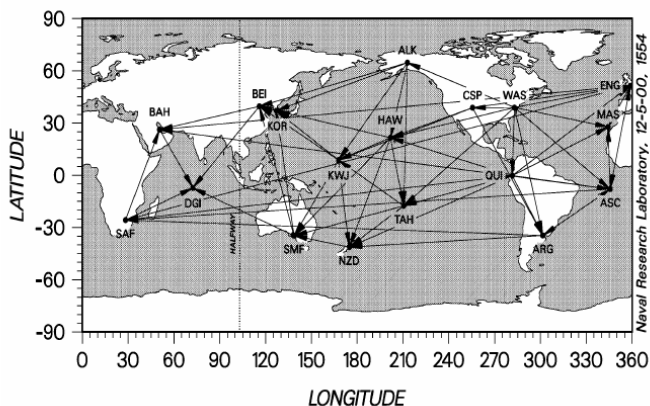 90
60
30
0
-30
-60
-90
LATITUDE
ALK
BEI
ENG
CSP
WAS
BAH
MAS
KOR
HAW
KWJ
QUI
DGI
ASC
TAH
SAF
HALFWAY
SMF
NZD
ARG
0 30 60 90 120 150 180 210 240 270 300 330 360
LONGITUDE
Naval Research Laboratory, 12-5-00, 1554